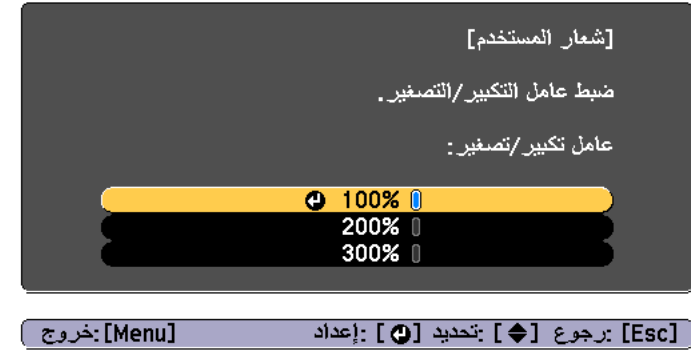 [شعار المستخدم]
ضبط عامل التكبير/التصغير.
عامل تكبير/تصغير:
100%
200%
300%
[Esc]: رجوع [◆]: تحديد [↵]: إعداد [Menu]: خروج